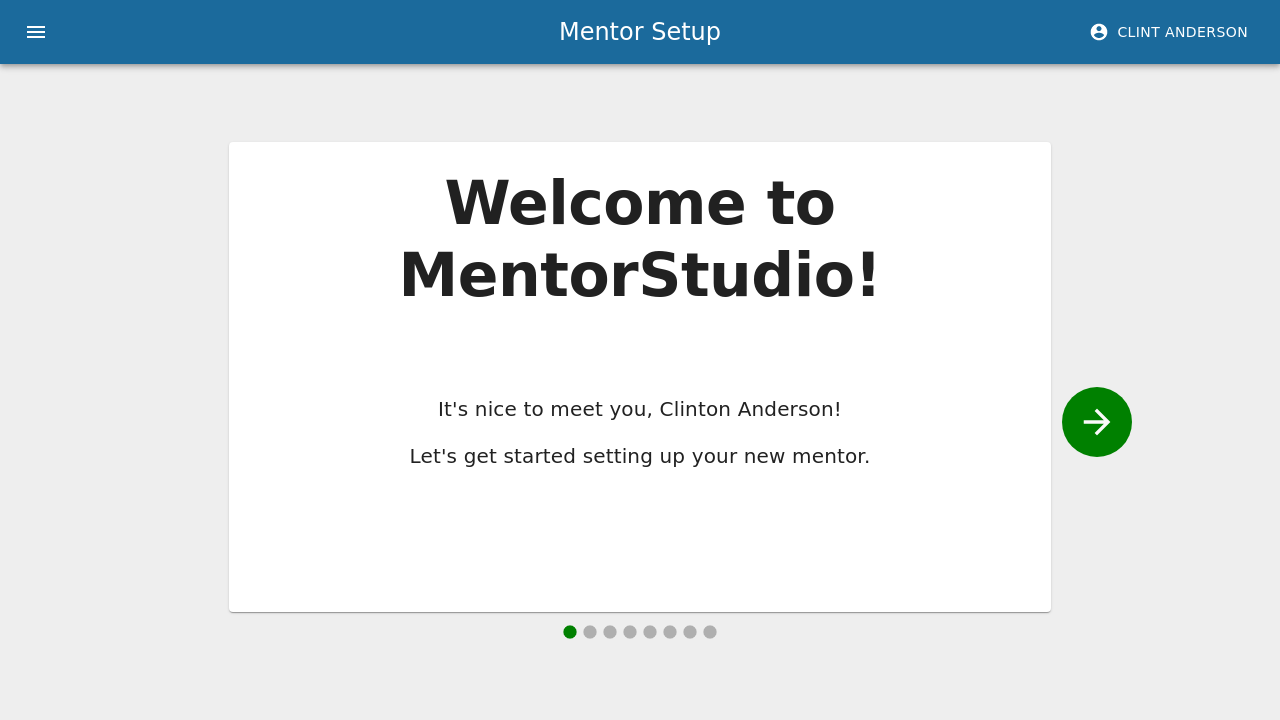 Mentor Setup
CLINT ANDERSON
Welcome to
MentorStudio!
It's nice to meet you, Clinton Anderson!
Let's get started setting up your new mentor.